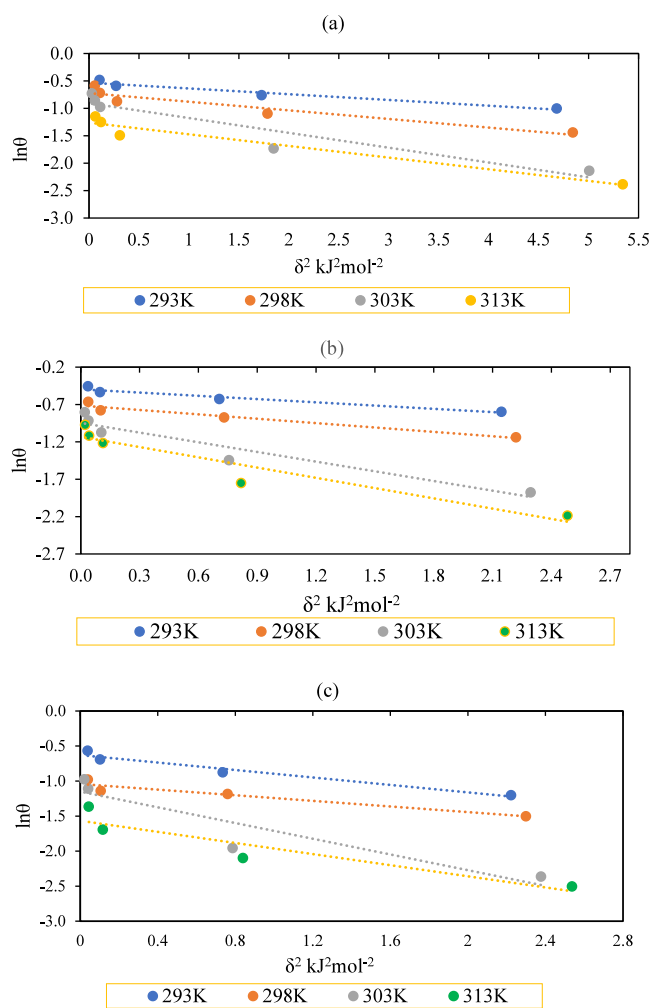 (a)
0.0
-0.5
-1.0
-1.5
-2.0
-2.5
-3.0
lnθ
0 0.5 1 1.5 2 2.5 3 3.5 4 4.5 5 5.5
δ² kJ²mol⁻²
293K 298K 303K 313K
(b)
-0.2
-0.7
-1.2
-1.7
-2.2
-2.7
lnθ
0.0 0.3 0.6 0.9 1.2 1.5 1.8 2.1 2.4 2.7
δ² kJ²mol⁻²
293K 298K 303K 313K
(c)
0.0
-0.5
-1.0
-1.5
-2.0
-2.5
-3.0
lnθ
0 0.4 0.8 1.2 1.6 2 2.4 2.8
δ² kJ²mol⁻²
293K 298K 303K 313K